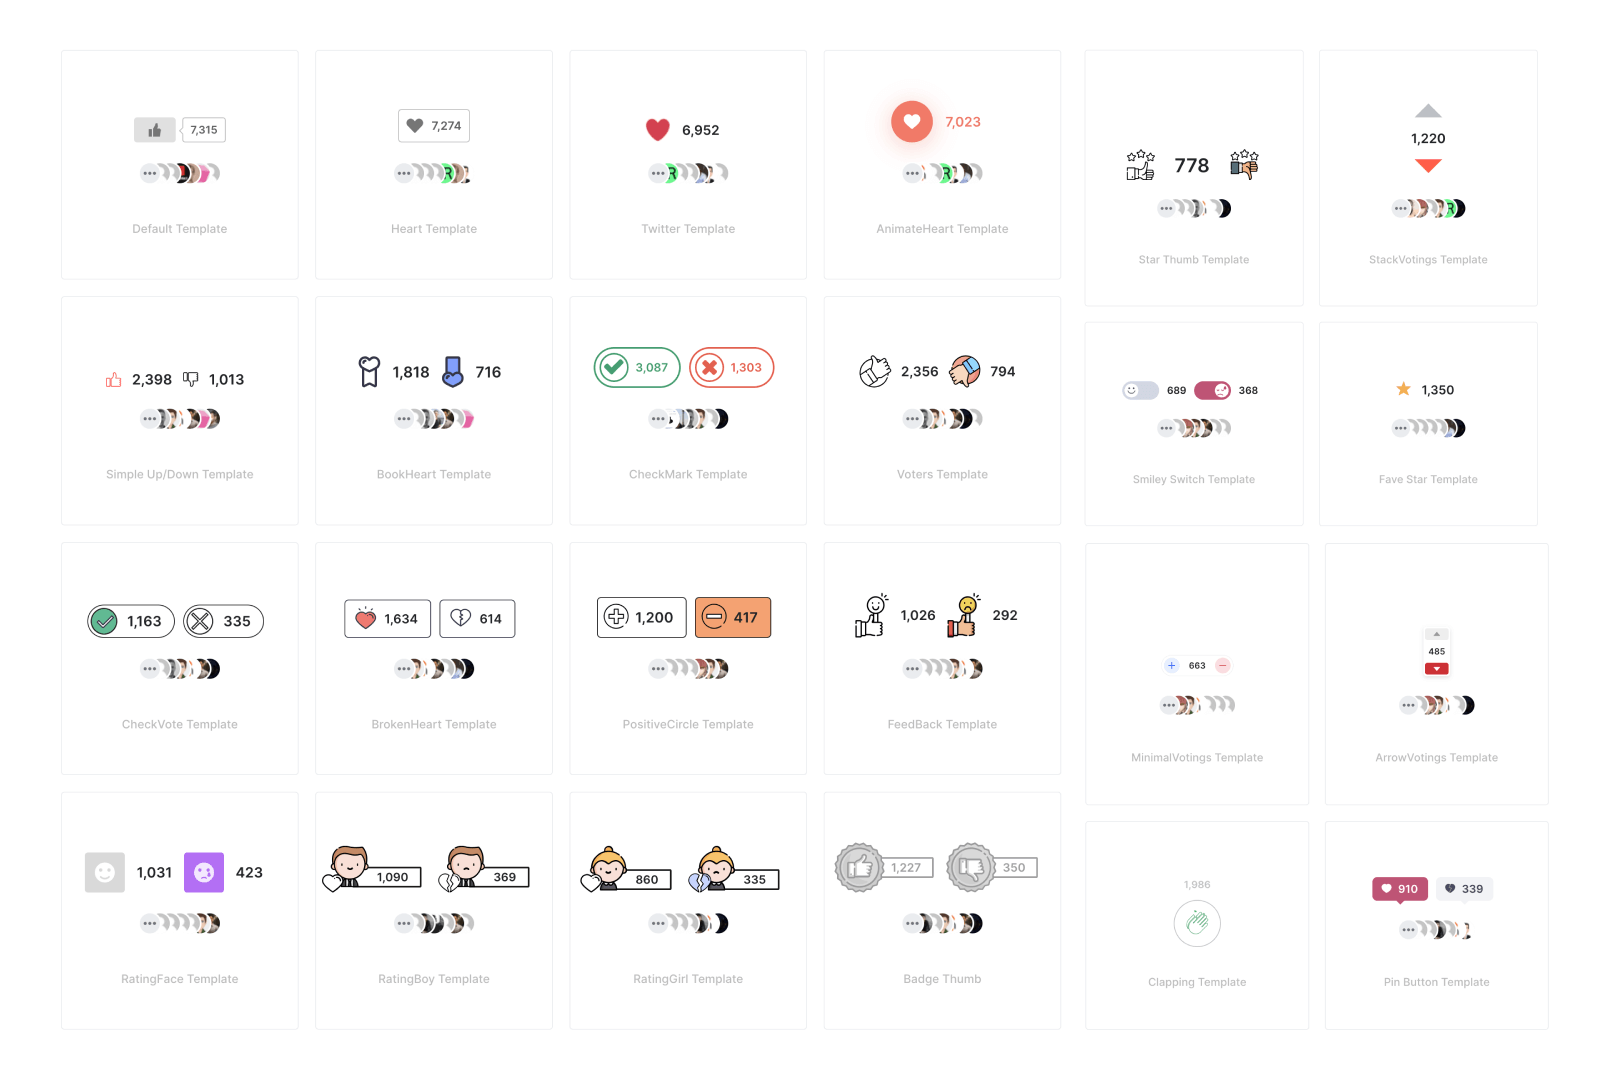 7,315
Default Template
7,274
Heart Template
6,952
Twitter Template
7,023
AnimateHeart Template
778
Star Thumb Template
1,220
StackVotings Template
2,398 1,013
Simple Up/Down Template
1,818 716
BookHeart Template
3,087 1,303
CheckMark Template
2,356 794
Voters Template
689 368
Smiley Switch Template
1,350
Fave Star Template
1,163 335
CheckVote Template
1,634 614
BrokenHeart Template
1,200 417
PositiveCircle Template
1,026 292
FeedBack Template
663
MinimalVotings Template
485
ArrowVotings Template
1,031 423
RatingFace Template
1,090 369
RatingBoy Template
860 335
RatingGirl Template
1,227 350
Badge Thumb
1,986
Clapping Template
910 339
Pin Button Template